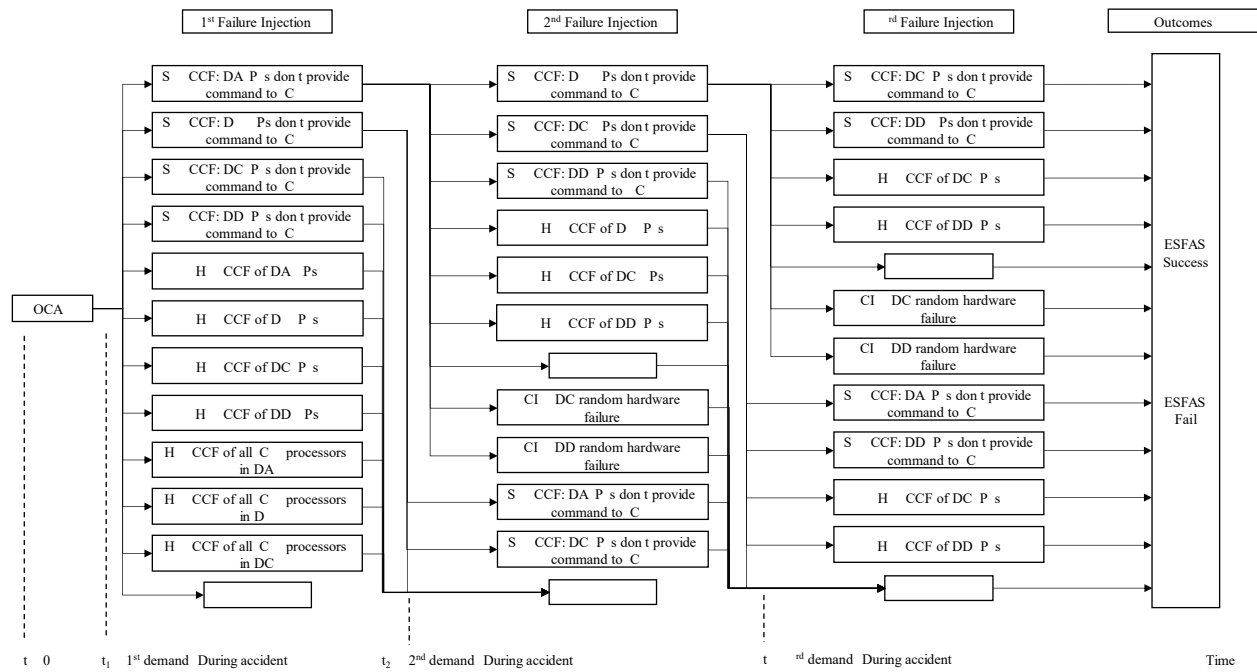 1st Failure Injection
2nd Failure Injection
rd Failure Injection
Outcomes
S CCF: DA P s don t provide
command to C
S CCF: D Ps don t provide
command to C
S CCF: DC P s don t provide
command to C
S CCF: DD P s don t provide
command to C
H CCF of DA Ps
H CCF of D P s
H CCF of DC P s
H CCF of DD Ps
H CCF of all C processors
in DA
H CCF of all C processors
in D
H CCF of all C processors
in DC
OCA
S CCF: D Ps don t provide
command to C
S CCF: DC Ps don t provide
command to C
S CCF: DD P s don t provide
command to C
H CCF of D P s
H CCF of DC Ps
H CCF of DD P s
CI DC random hardware
failure
CI DD random hardware
failure
S CCF: DA P s don t provide
command to C
S CCF: DC P s don t provide
command to C
S CCF: DC P s don t provide
command to C
S CCF: DD P s don t provide
command to C
H CCF of DC P s
H CCF of DD P s
CI DC random hardware
failure
CI DD random hardware
failure
S CCF: DA P s don t provide
command to C
S CCF: DD P s don t provide
command to C
H CCF of DC P s
H CCF of DD P s
ESFAS
Success
ESFAS
Fail
t 0
t1 1st demand During accident
t2 2nd demand During accident
t rd demand During accident
Time